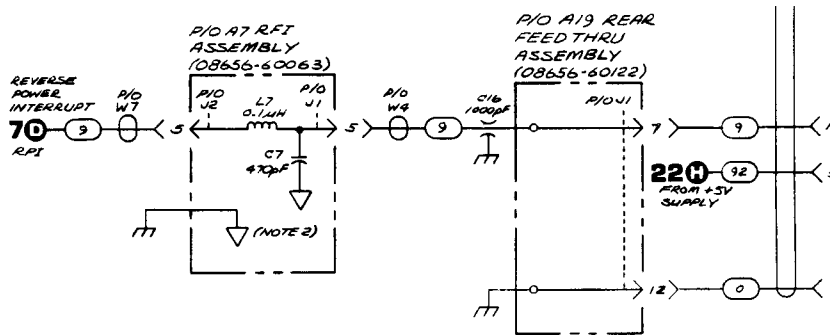 P/O A7 RFI
ASSEMBLY
(08656-60063)
P/O A19 REAR
FEED THRU
ASSEMBLY
(08656-60122)
REVERSE
POWER
INTERRUPT
7 D
RPI
9
P/O
W7
5
P/O
J2
L7
0.1µH
P/O
J1
C7
470pF
5
P/O
W4
9
C16
1000pF
P/O J1
7
9
22 H
FROM +5V
SUPPLY
92
(NOTE 2)
12
0